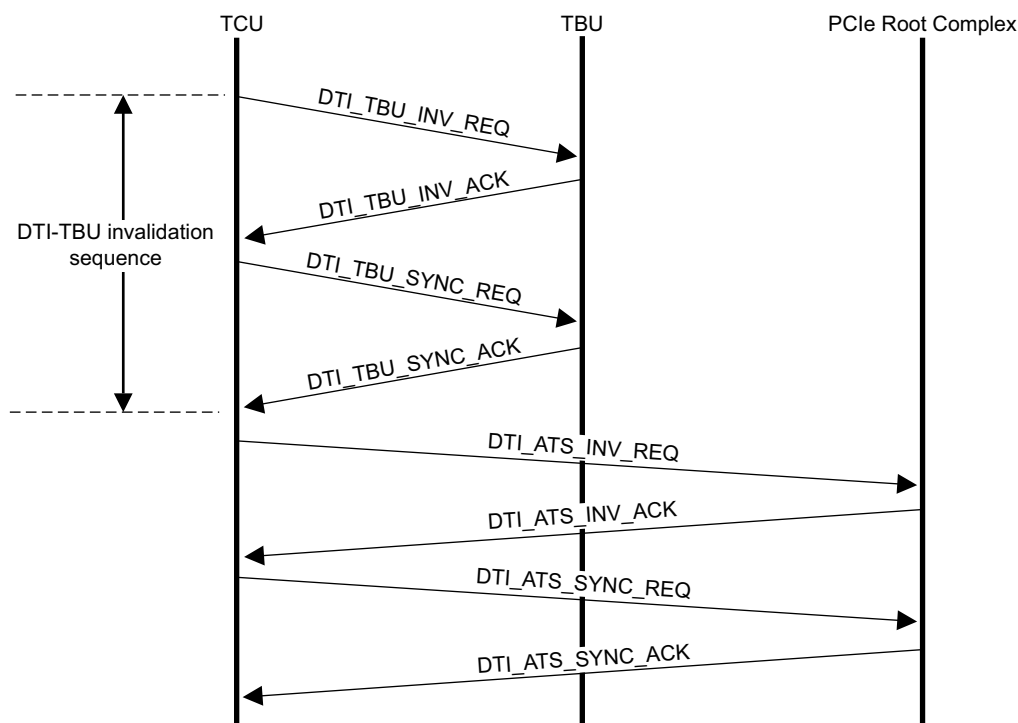 TCU
TBU
PCIe Root Complex
DTI_TBU_INV_REQ
DTI_TBU_INV_ACK
DTI-TBU invalidation
sequence
DTI_TBU_SYNC_REQ
DTI_TBU_SYNC_ACK
DTI_ATS_INV_REQ
DTI_ATS_INV_ACK
DTI_ATS_SYNC_REQ
DTI_ATS_SYNC_ACK